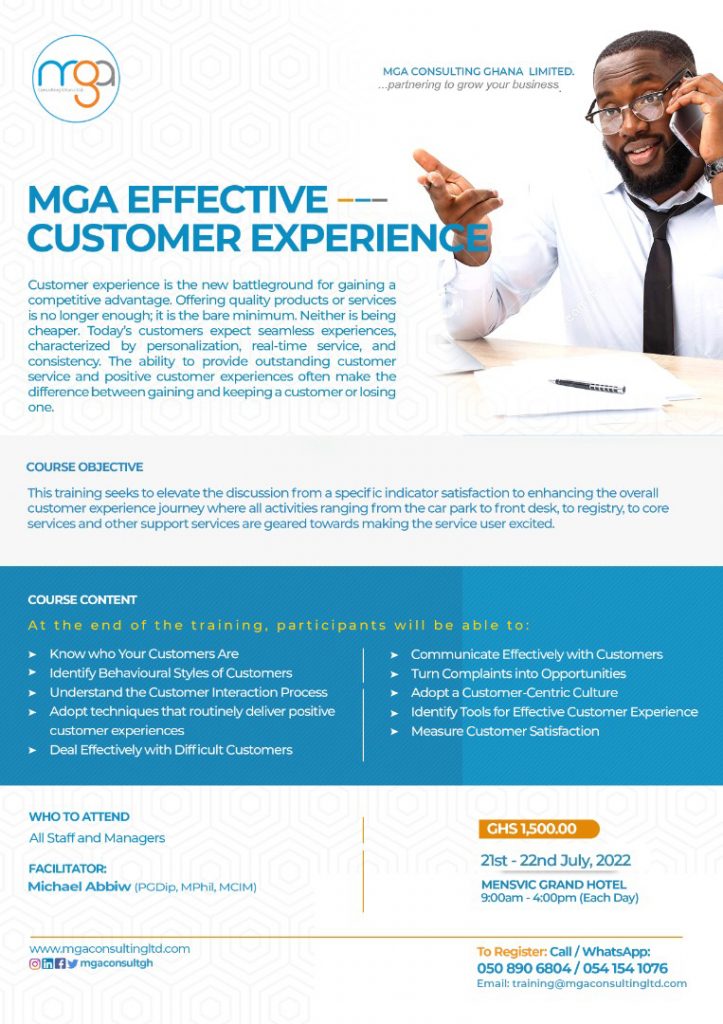 mga
Consulting Ghana Ltd
MGA CONSULTING GHANA LIMITED.
...partnering to grow your business.
MGA EFFECTIVE ---
CUSTOMER EXPERIENCE
Customer experience is the new battleground for gaining a
competitive advantage. Offering quality products or services
is no longer enough; it is the bare minimum. Neither is being
cheaper. Today's customers expect seamless experiences,
characterized by personalization, real-time service, and
consistency. The ability to provide outstanding customer
service and positive customer experiences often make the
difference between gaining and keeping a customer or losing
one.
COURSE OBJECTIVE
This training seeks to elevate the discussion from a specific indicator satisfaction to enhancing the overall
customer experience journey where all activities ranging from the car park to front desk, to registry, to core
services and other support services are geared towards making the service user excited.
COURSE CONTENT
At the end of the training, participants will be able to:
➤ Know who Your Customers Are
➤ Identify Behavioural Styles of Customers
➤ Understand the Customer Interaction Process
➤ Adopt techniques that routinely deliver positive
customer experiences
➤ Deal Effectively with Difficult Customers
➤ Communicate Effectively with Customers
➤ Turn Complaints into Opportunities
➤ Adopt a Customer-Centric Culture
➤ Identify Tools for Effective Customer Experience
➤ Measure Customer Satisfaction
WHO TO ATTEND
All Staff and Managers
FACILITATOR:
Michael Abbiw (PGDip, MPhil, MCIM)
GHS 1,500.00
21st - 22nd July, 2022
MENSVIC GRAND HOTEL
9:00am - 4:00pm (Each Day)
www.mgaconsultingltd.com
mgaconsultgh
To Register: Call / WhatsApp:
050 890 6804 / 054 154 1076
Email: training@mgaconsultingltd.com